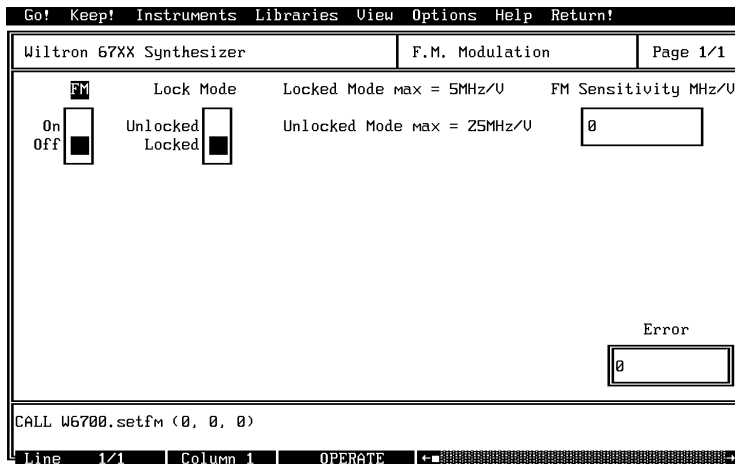 Go! Keep! Instruments Libraries View Options Help Return!
Wiltron 67XX Synthesizer F.M. Modulation Page 1/1
FM Lock Mode Locked Mode max = 5MHz/V FM Sensitivity MHz/V
On Unlocked Unlocked Mode max = 25MHz/V 0
Off Locked
Error
0
CALL W6700.setfm (0, 0, 0)
Line 1/1 Column 1 OPERATE